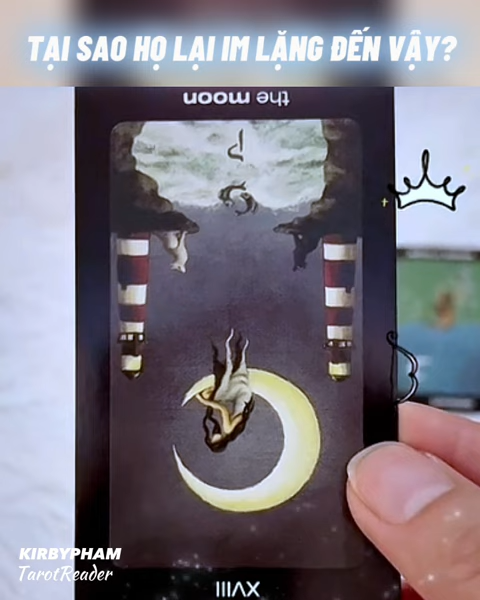 TẠI SAO HỌ LẠI IM LẶNG ĐẾN VẬY?
the moon
KIRBYPHAM
TarotReader
XVIII